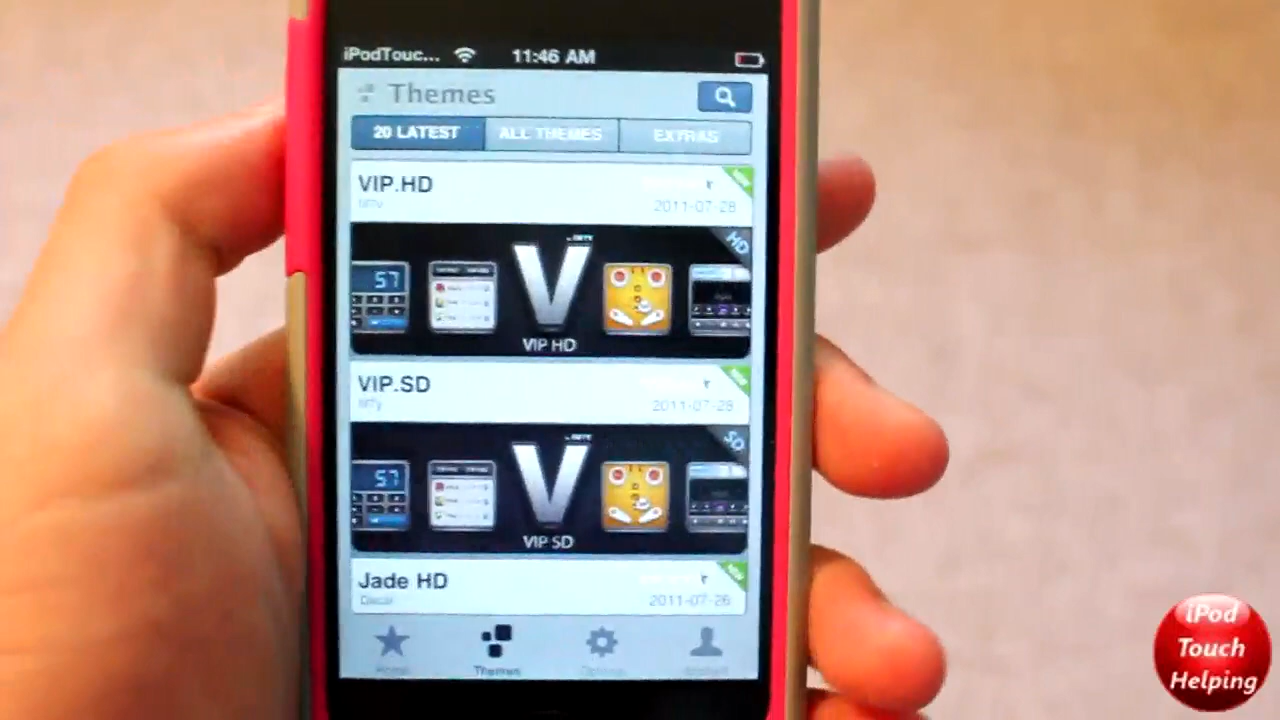 iPodTouc... 11:46 AM
Themes
20 LATEST ALL THEMES EXTRAS
VIP.HD
2011-07-28
HD
57
V
VIP HD
VIP.SD
2011-07-28
SD
57
V
VIP SD
Jade HD
2011-07-26
Themes
iPod
Touch
Helping